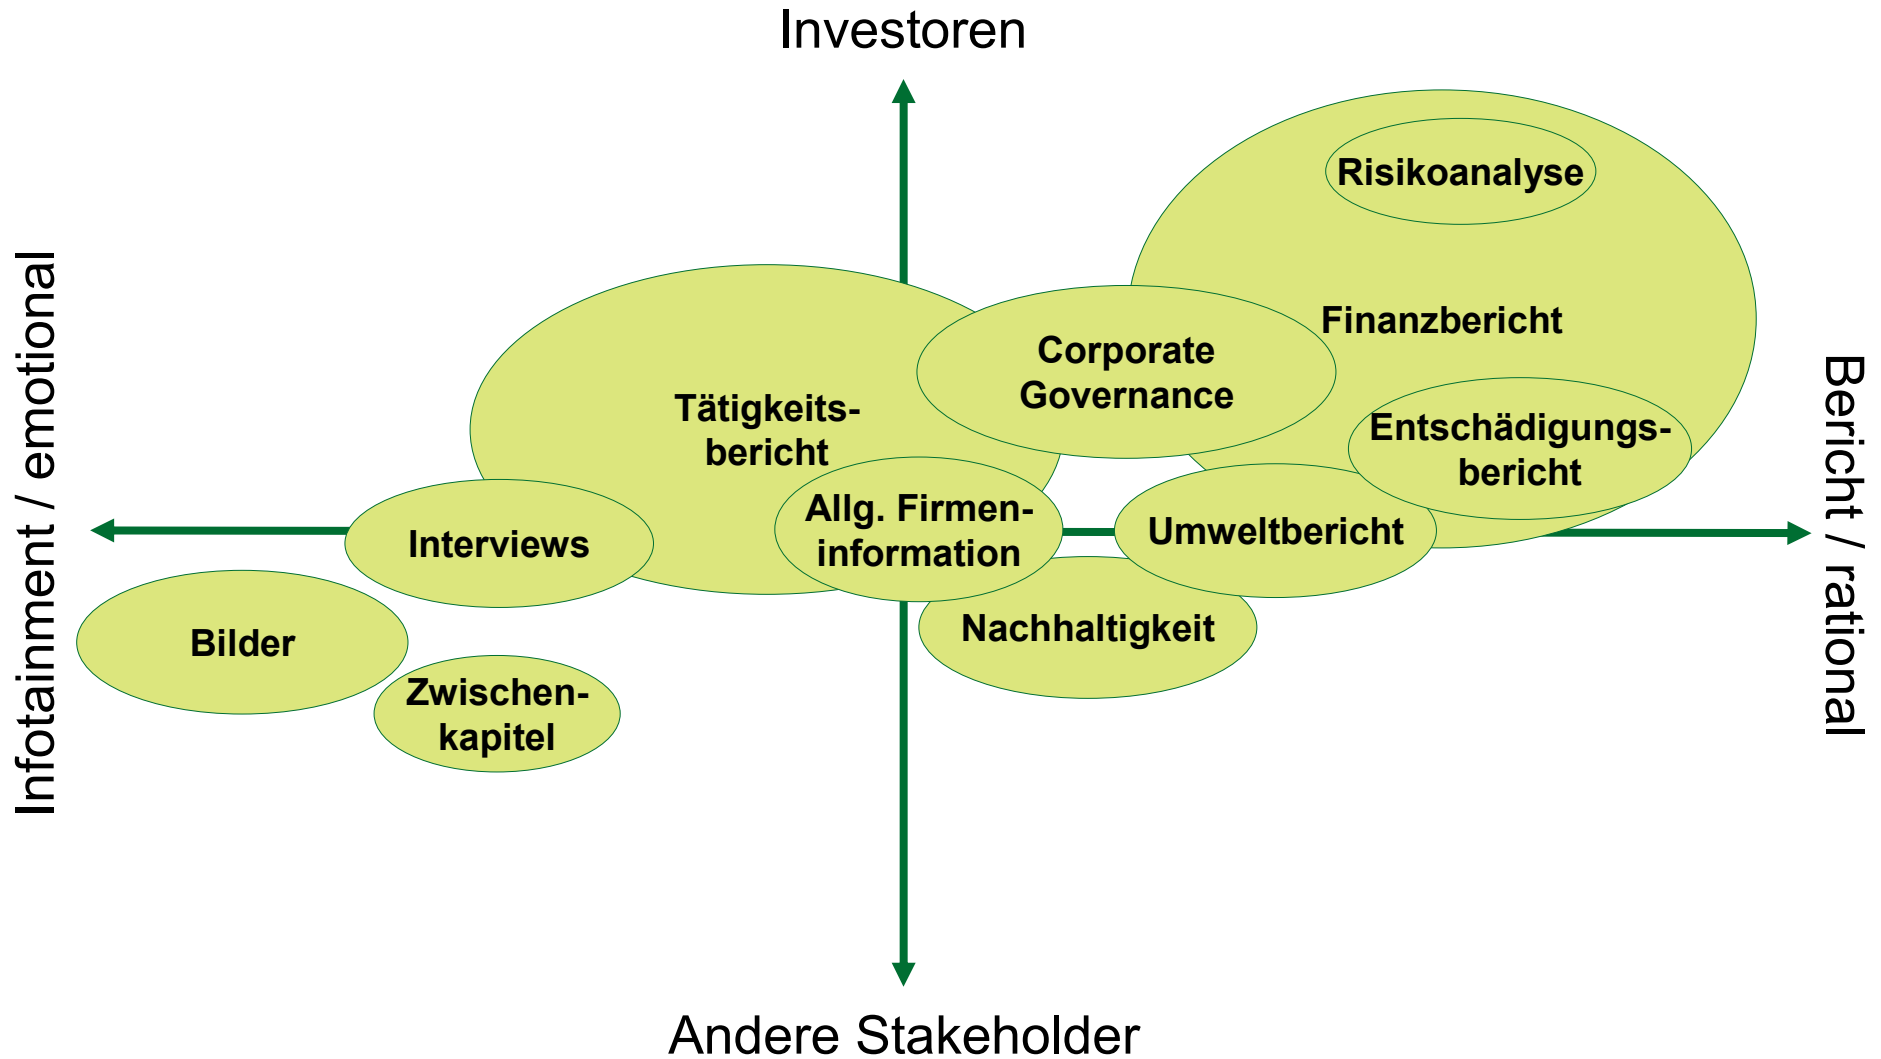 Investoren
Risikoanalyse
Finanzbericht
Corporate
Governance
Tätigkeits-
bericht
Entschädigungs-
bericht
Allg. Firmen-
information
Umweltbericht
Interviews
Nachhaltigkeit
Bilder
Zwischen-
kapitel
Infotainment / emotional
Bericht / rational
Andere Stakeholder